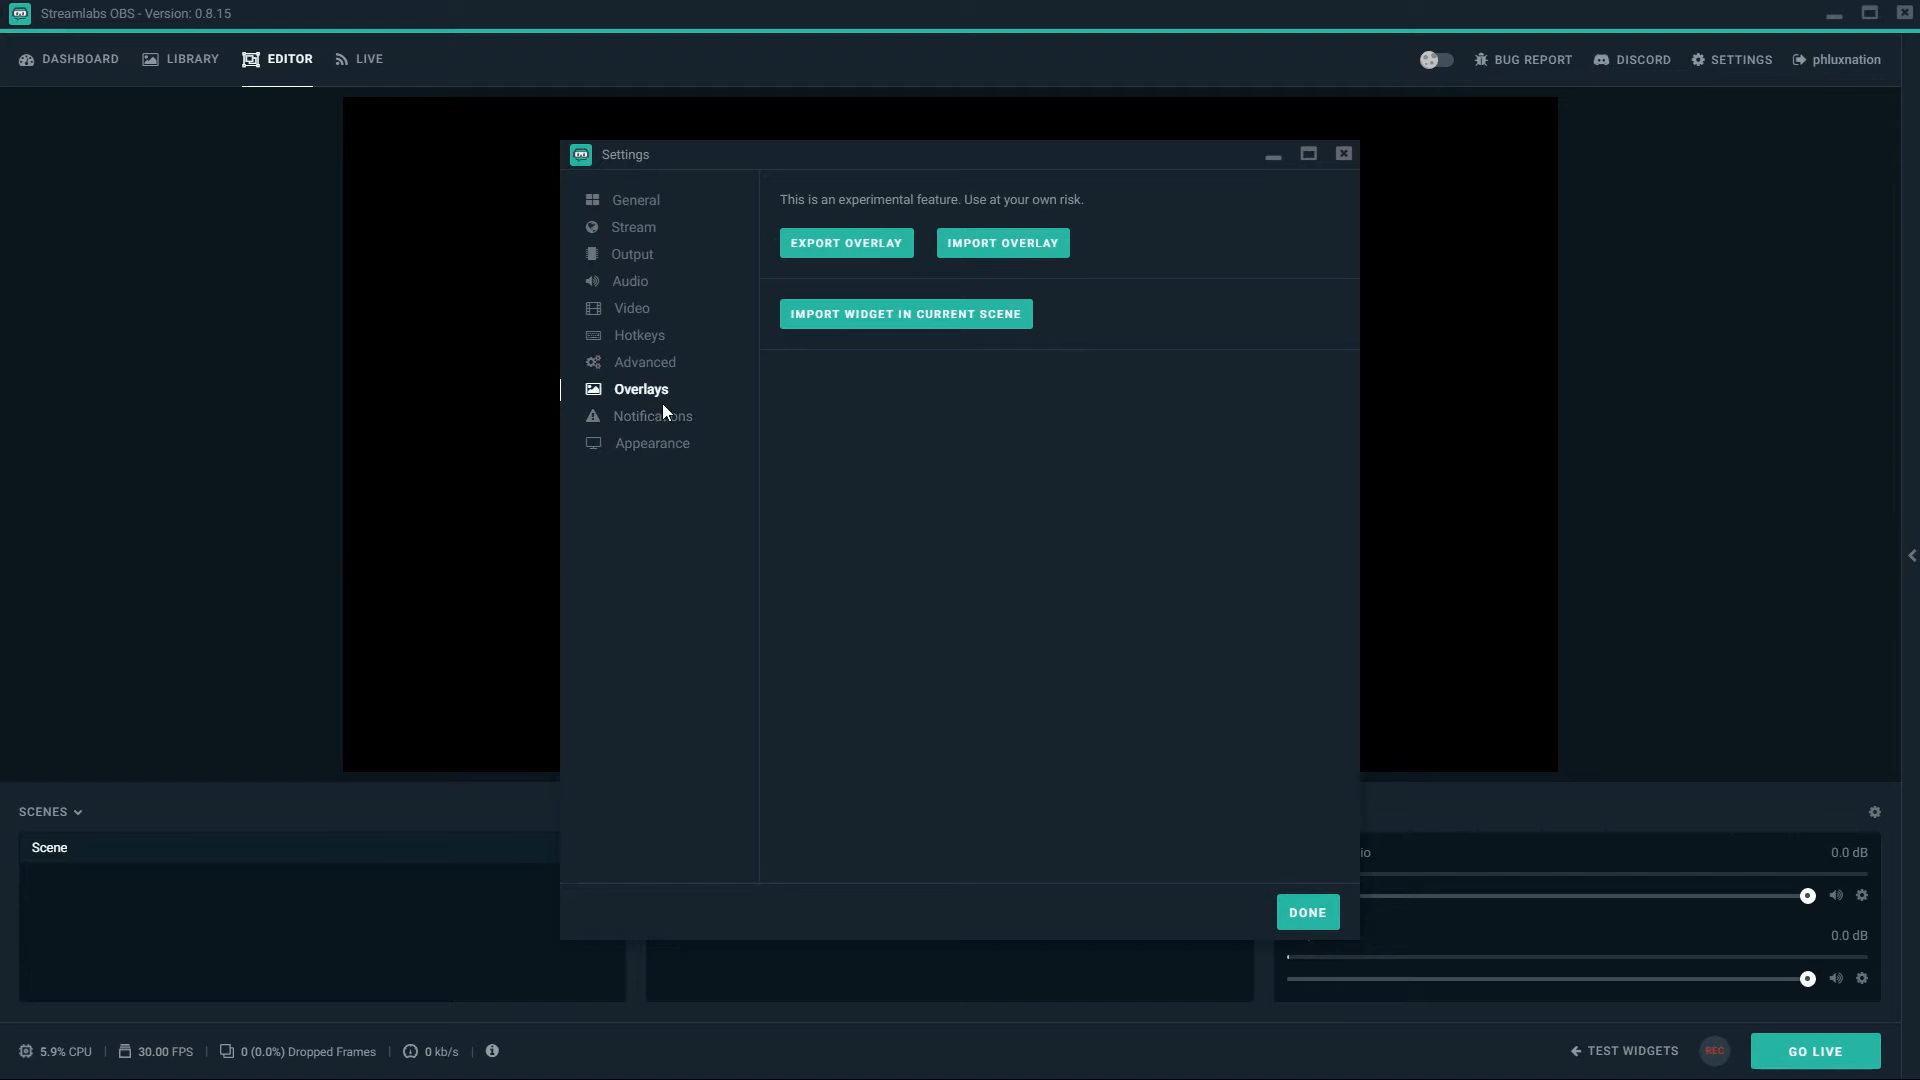 Streamlabs OBS - Version: 0.8.15
DASHBOARD LIBRARY EDITOR LIVE
BUG REPORT DISCORD SETTINGS phluxnation
Settings
General
Stream
Output
Audio
Video
Hotkeys
Advanced
Overlays
Notifications
Appearance
This is an experimental feature. Use at your own risk.
EXPORT OVERLAY IMPORT OVERLAY
IMPORT WIDGET IN CURRENT SCENE
DONE
SCENES
Scene
io 0.0 dB
0.0 dB
5.9% CPU | 30.00 FPS | 0 (0.0%) Dropped Frames | 0 kb/s |
TEST WIDGETS REC GO LIVE